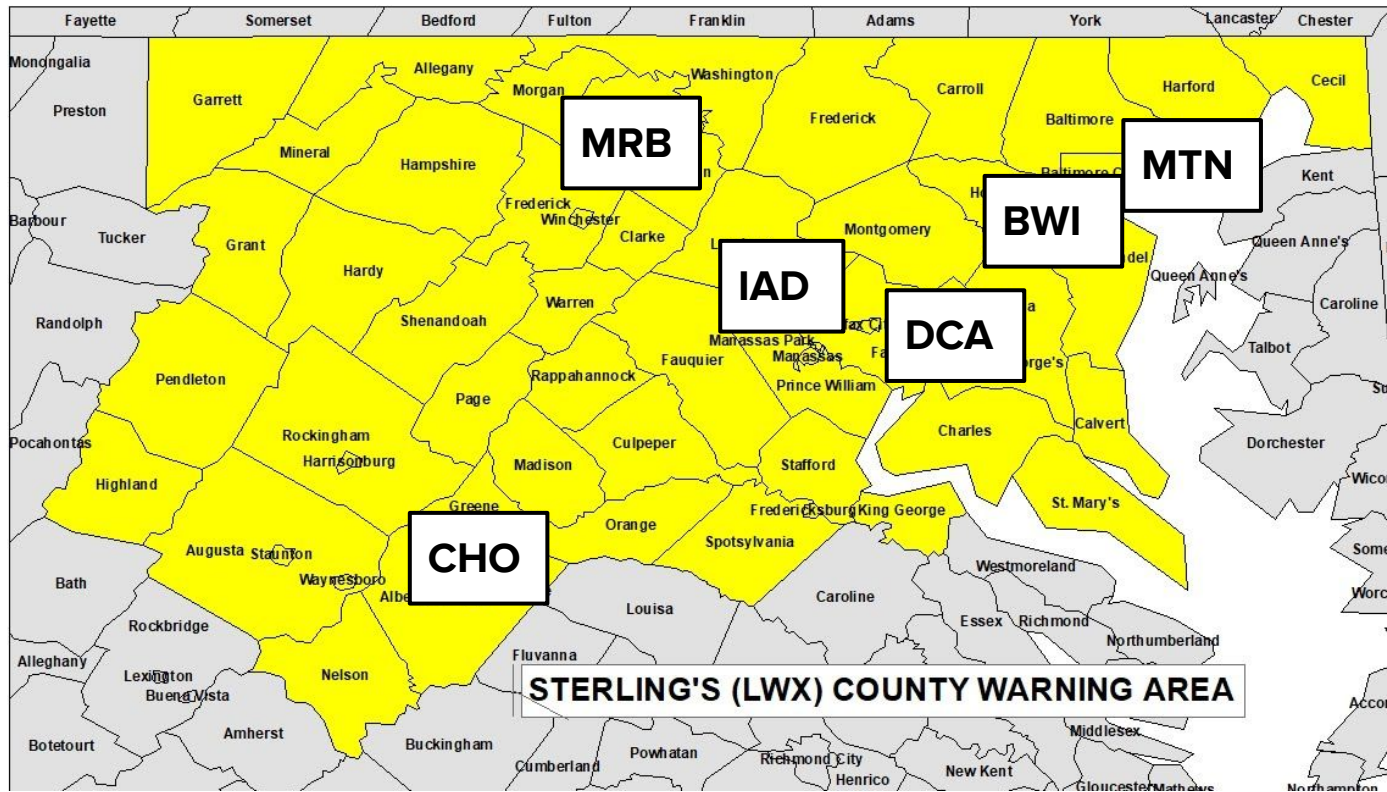 Fayette
Somerset
Bedford
Fulton
Franklin
Adams
York
Lancaster
Chester
Monongalia
Preston
Garrett
Allegany
Morgan
Washington
Carroll
Harford
Cecil
Frederick
Baltimore
MRB
MTN
Mineral
Hampshire
Kent
Barbour
Tucker
Frederick
Winchester
Clarke
BWI
Grant
Hardy
Montgomery
Queen Anne's
Queen Anne's
IAD
Warren
Caroline
Randolph
Shenandoah
DCA
Manassas Park
Manassas
Talbot
Pendleton
Fauquier
Rappahannock
Prince William
Page
Calvert
Charles
Pocahontas
Rockingham
Harrisonburg
Culpeper
Madison
Stafford
Dorchester
Highland
Greene
Orange
Fredericksburg
King George
St. Mary's
Spotsylvania
Augusta
Staunton
CHO
Waynesboro
Bath
Westmoreland
Caroline
Louisa
Essex
Richmond
Rockbridge
Northumberland
Alleghany
Fluvanna
Nelson
Lexington
Buena Vista
STERLING'S (LWX) COUNTY WARNING AREA
Amherst
Botetourt
Buckingham
Middlesex
Powhatan
Richmond City
Cumberland
New Kent
Henrico
Gloucester
Mathews
Northampton